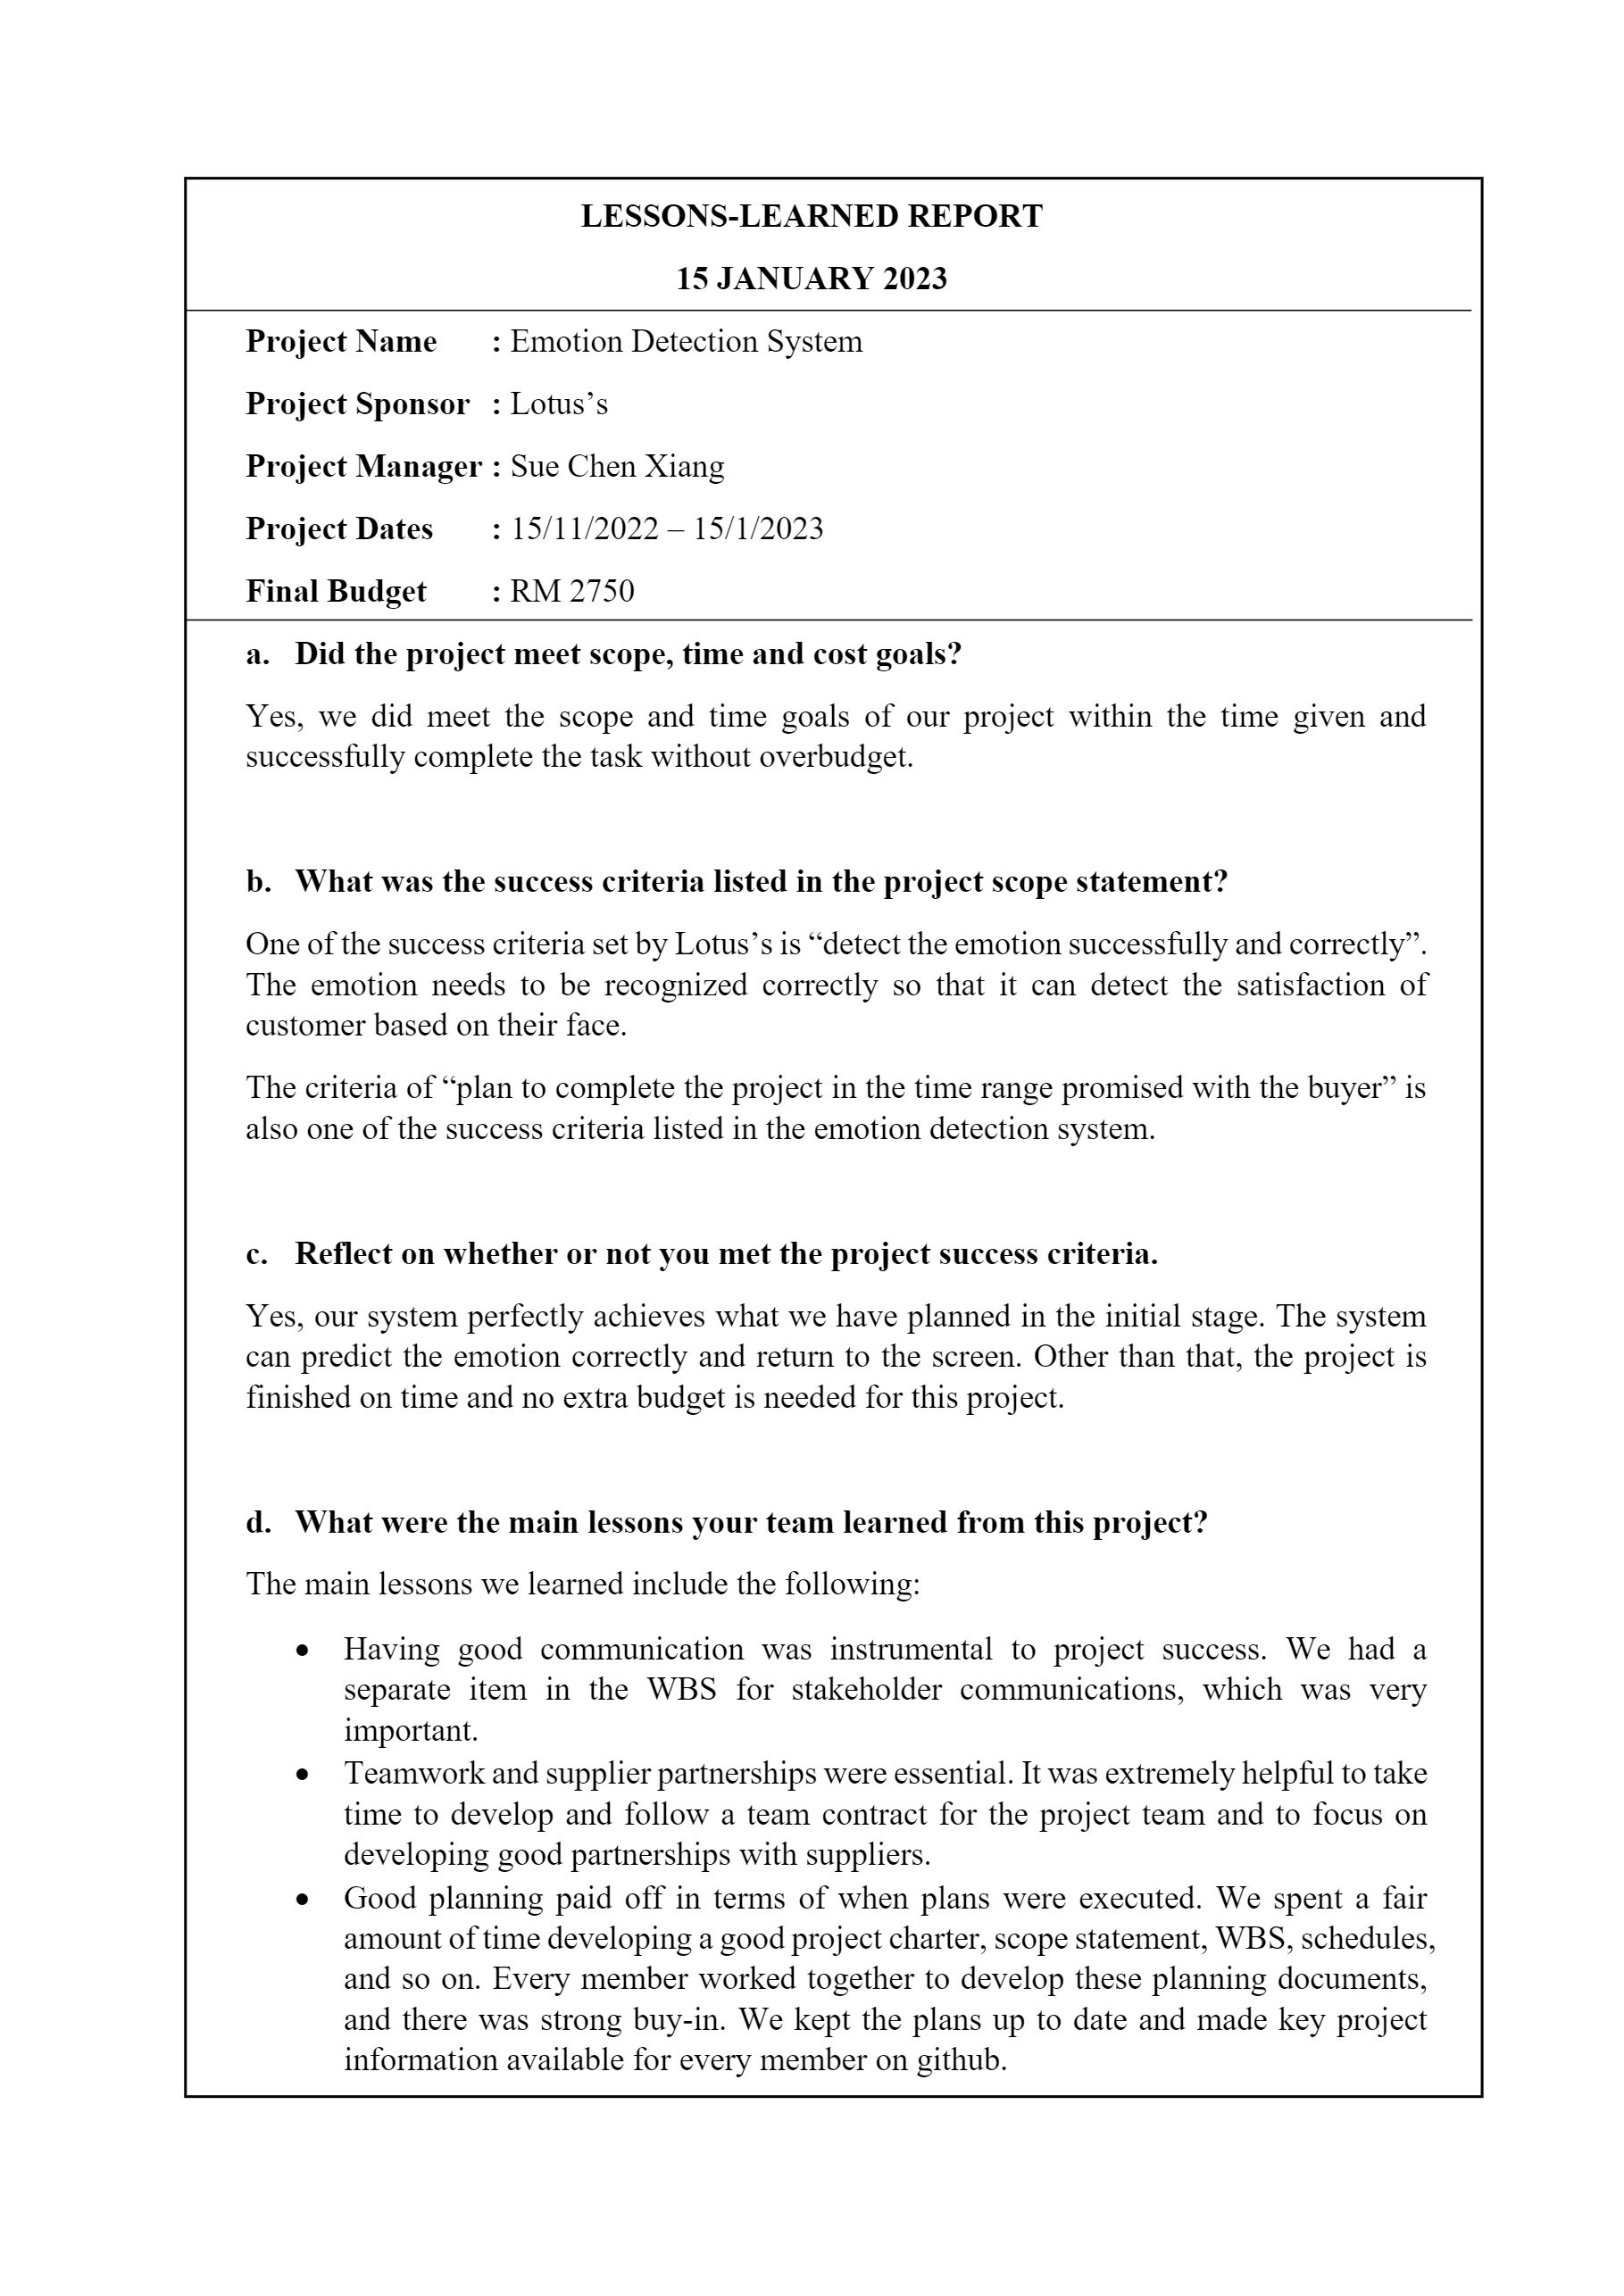 LESSONS-LEARNED REPORT
15 JANUARY 2023
Project Name : Emotion Detection System
Project Sponsor : Lotus’s
Project Manager : Sue Chen Xiang
Project Dates : 15/11/2022 – 15/1/2023
Final Budget : RM 2750
a. Did the project meet scope, time and cost goals?
Yes, we did meet the scope and time goals of our project within the time given and
successfully complete the task without overbudget.
b. What was the success criteria listed in the project scope statement?
One of the success criteria set by Lotus’s is “detect the emotion successfully and correctly”.
The emotion needs to be recognized correctly so that it can detect the satisfaction of
customer based on their face.
The criteria of “plan to complete the project in the time range promised with the buyer” is
also one of the success criteria listed in the emotion detection system.
c. Reflect on whether or not you met the project success criteria.
Yes, our system perfectly achieves what we have planned in the initial stage. The system
can predict the emotion correctly and return to the screen. Other than that, the project is
finished on time and no extra budget is needed for this project.
d. What were the main lessons your team learned from this project?
The main lessons we learned include the following:
• Having good communication was instrumental to project success. We had a
separate item in the WBS for stakeholder communications, which was very
important.
• Teamwork and supplier partnerships were essential. It was extremely helpful to take
time to develop and follow a team contract for the project team and to focus on
developing good partnerships with suppliers.
• Good planning paid off in terms of when plans were executed. We spent a fair
amount of time developing a good project charter, scope statement, WBS, schedules,
and so on. Every member worked together to develop these planning documents,
and there was strong buy-in. We kept the plans up to date and made key project
information available for every member on github.